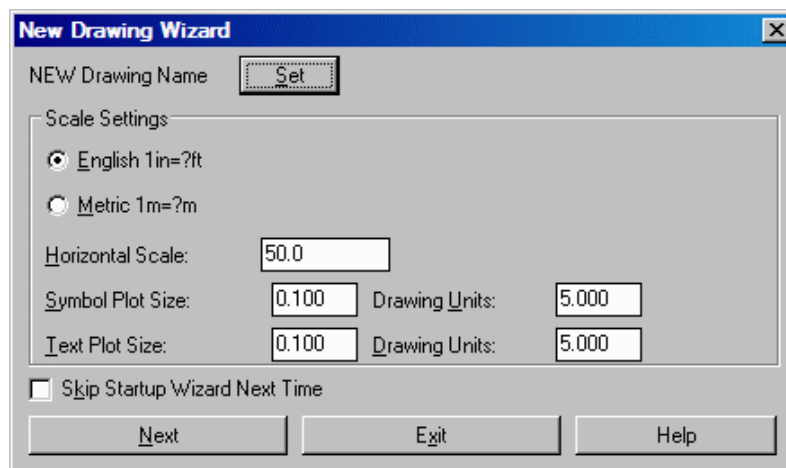 New Drawing Wizard
NEW Drawing Name Set
Scale Settings
English 1in=?ft
Metric 1m=?m
Horizontal Scale: 50.0
Symbol Plot Size: 0.100 Drawing Units: 5.000
Text Plot Size: 0.100 Drawing Units: 5.000
Skip Startup Wizard Next Time
Next Exit Help